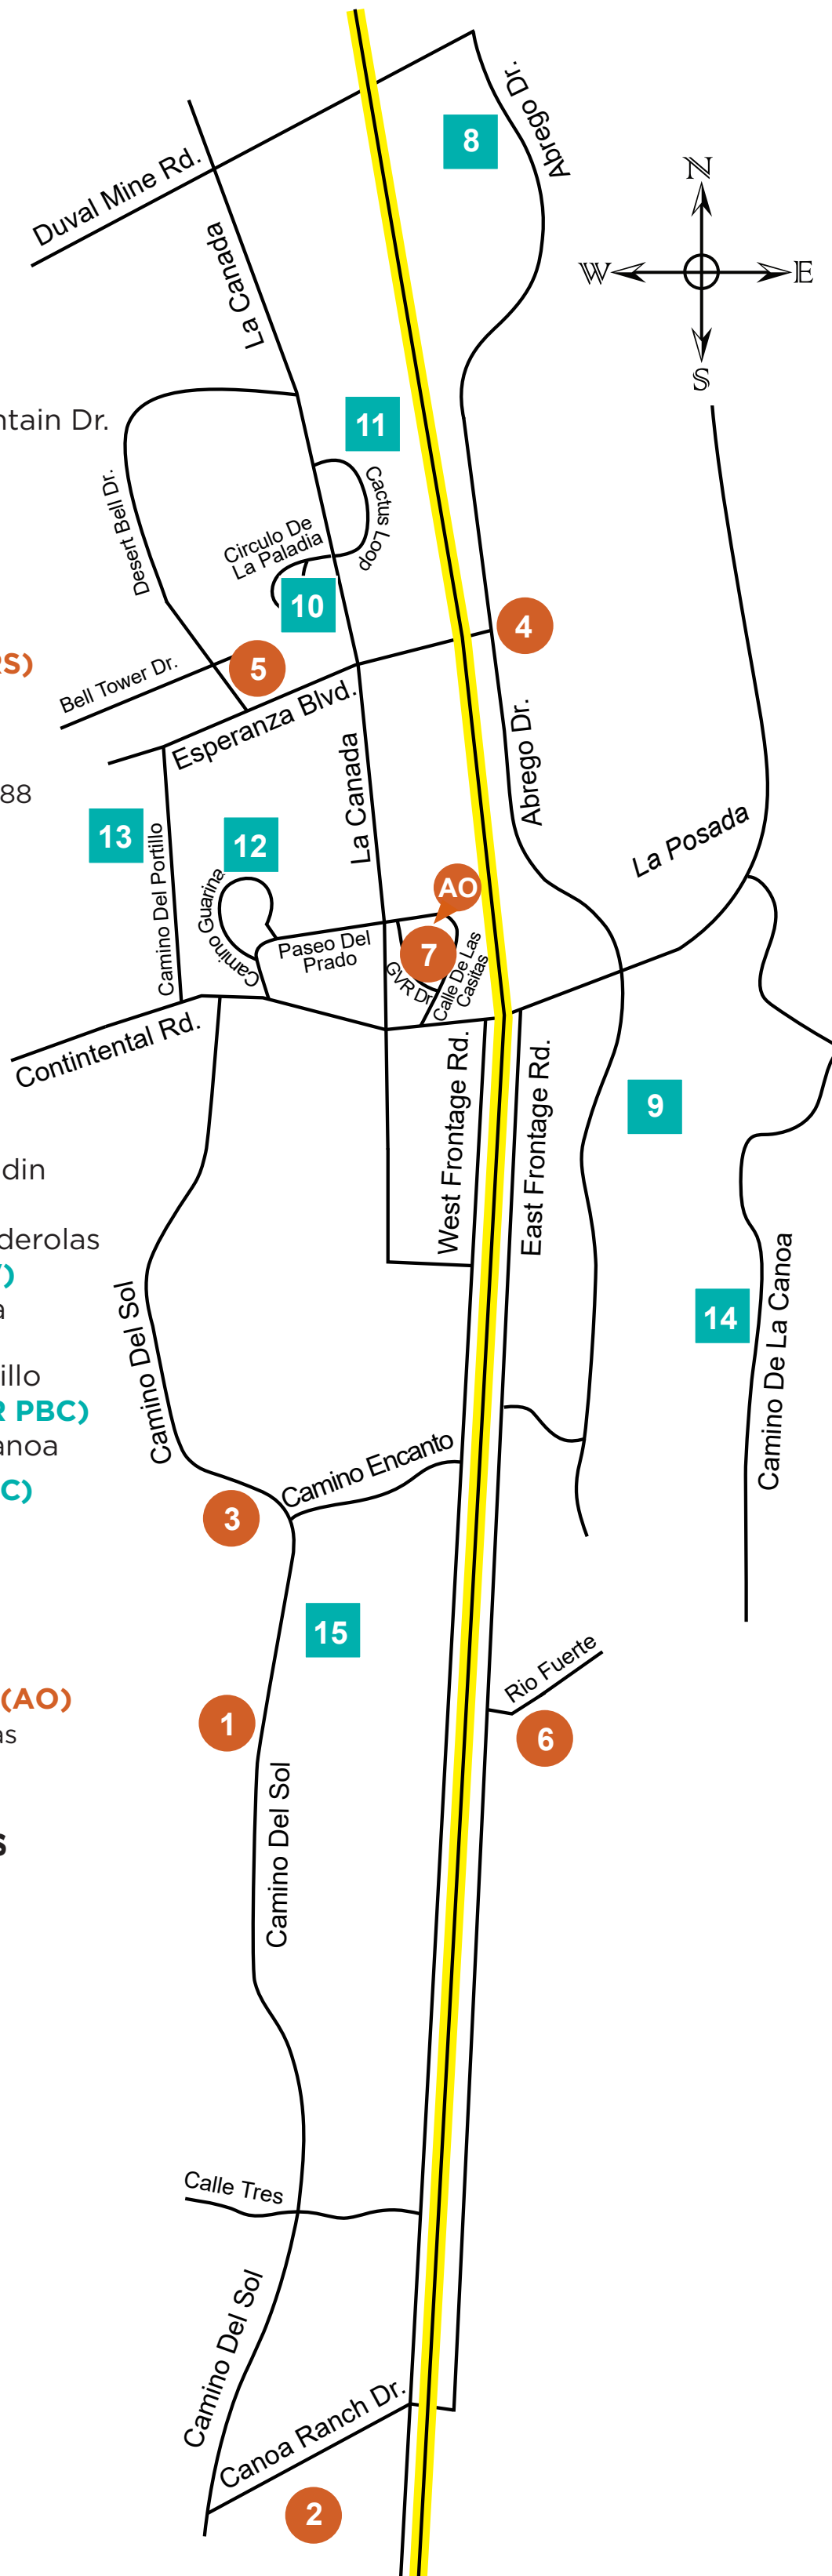 Duval Mine Rd.
La Canada
8
Abrego Dr.
N
W
E
S
ntain Dr.
11
Desert Bell Dr.
Cactus Loop
Circulo De
La Paladia
10
4
RS)
5
Bell Tower Dr.
Esperanza Blvd.
Abrego Dr.
La Canada
88
13
12
La Posada
Camino Del Portillo
Camino Guarina
AO
Paseo Del
Prado
7
GVR Dr
Calle De Las
Casitas
Contintental Rd.
West Frontage Rd.
East Frontage Rd.
9
din
derolas
)
a
Camino Del Sol
14
Camino De La Canoa
illo
R PBC)
anoa
C)
Camino Encanto
3
15
Rio Fuerte
(AO)
as
1
6
Camino Del Sol
s
Calle Tres
Camino Del Sol
Canoa Ranch Dr.
2